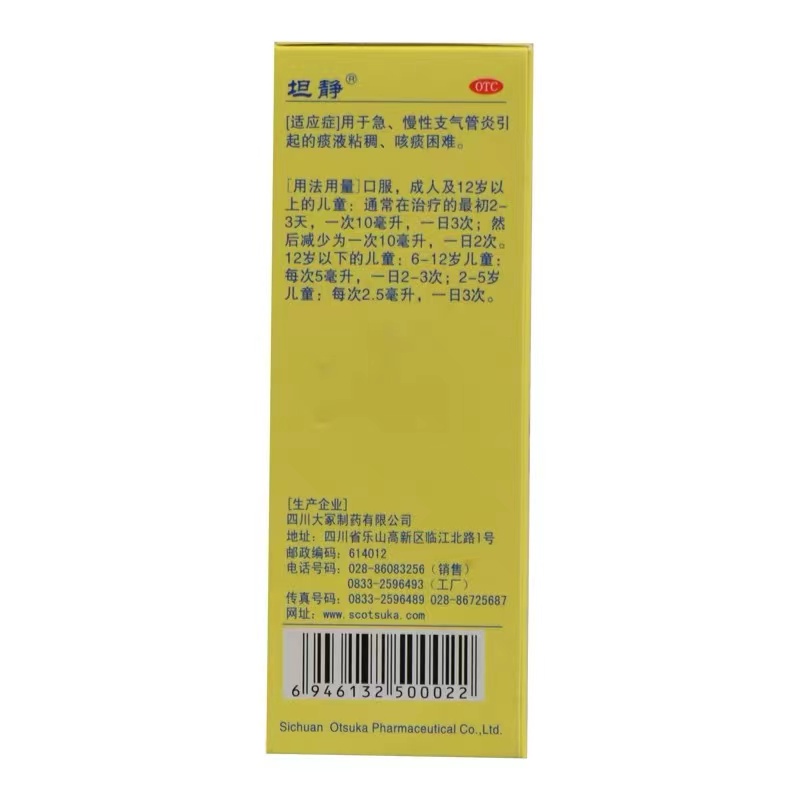 坦静®
OTC
[适应症]用于急、慢性支气管炎引
起的痰液粘稠、咳痰困难。
[用法用量]口服，成人及12岁以
上的儿童：通常在治疗的最初2-
3天，一次10毫升，一日3次；然
后减少为一次10毫升，一日2次。
12岁以下的儿童：6-12岁儿童：
每次5毫升，一日2-3次；2-5岁
儿童：每次2.5毫升，一日3次。
[生产企业]
四川大冢制药有限公司
地址：四川省乐山高新区临江北路1号
邮政编码：614012
电话号码：028-86083256（销售）
0833-2596493（工厂）
传真号码：0833-2596489 028-86725687
网址：www.scotsuka.com
6 946132 500022
Sichuan Otsuka Pharmaceutical Co.,Ltd.